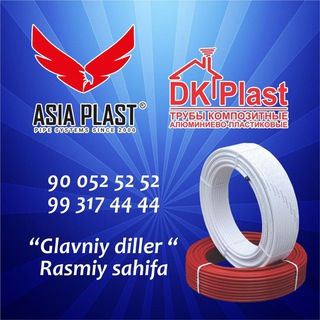 ASIA PLAST®
PIPE SYSTEMS SINCE 2000
DK Plast
ТРУБЫ КОМПОЗИТНЫЕ
АЛЮМИНИЕВО-ПЛАСТИКОВЫЕ
90 052 52 52
99 317 44 44
“Glavniy diller “
Rasmiy sahifa